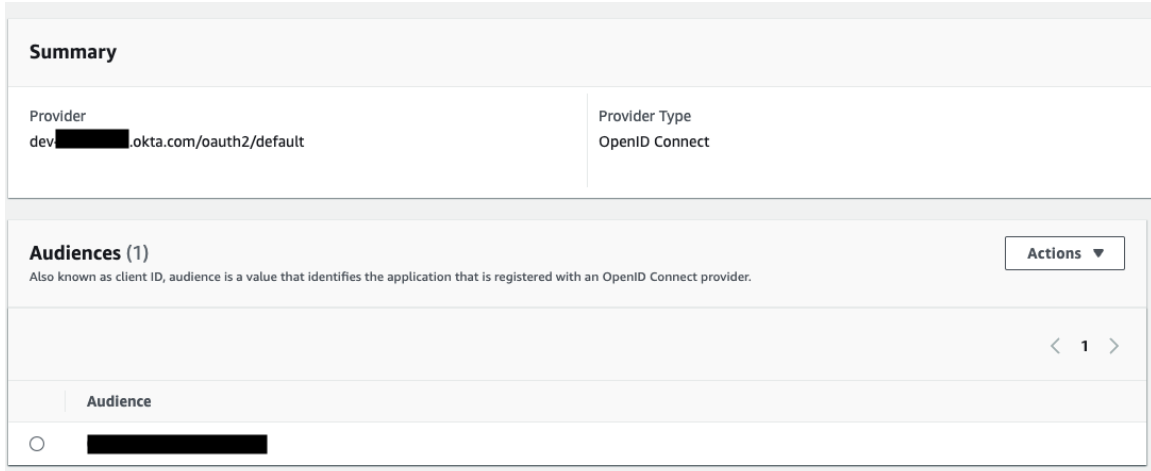 Summary
Provider
dev-
.okta.com/oauth2/default
Provider Type
OpenID Connect
Audiences (1)
Actions ▼
Also known as client ID, audience is a value that identifies the application that is registered with an OpenID Connect provider.
< 1 >
Audience